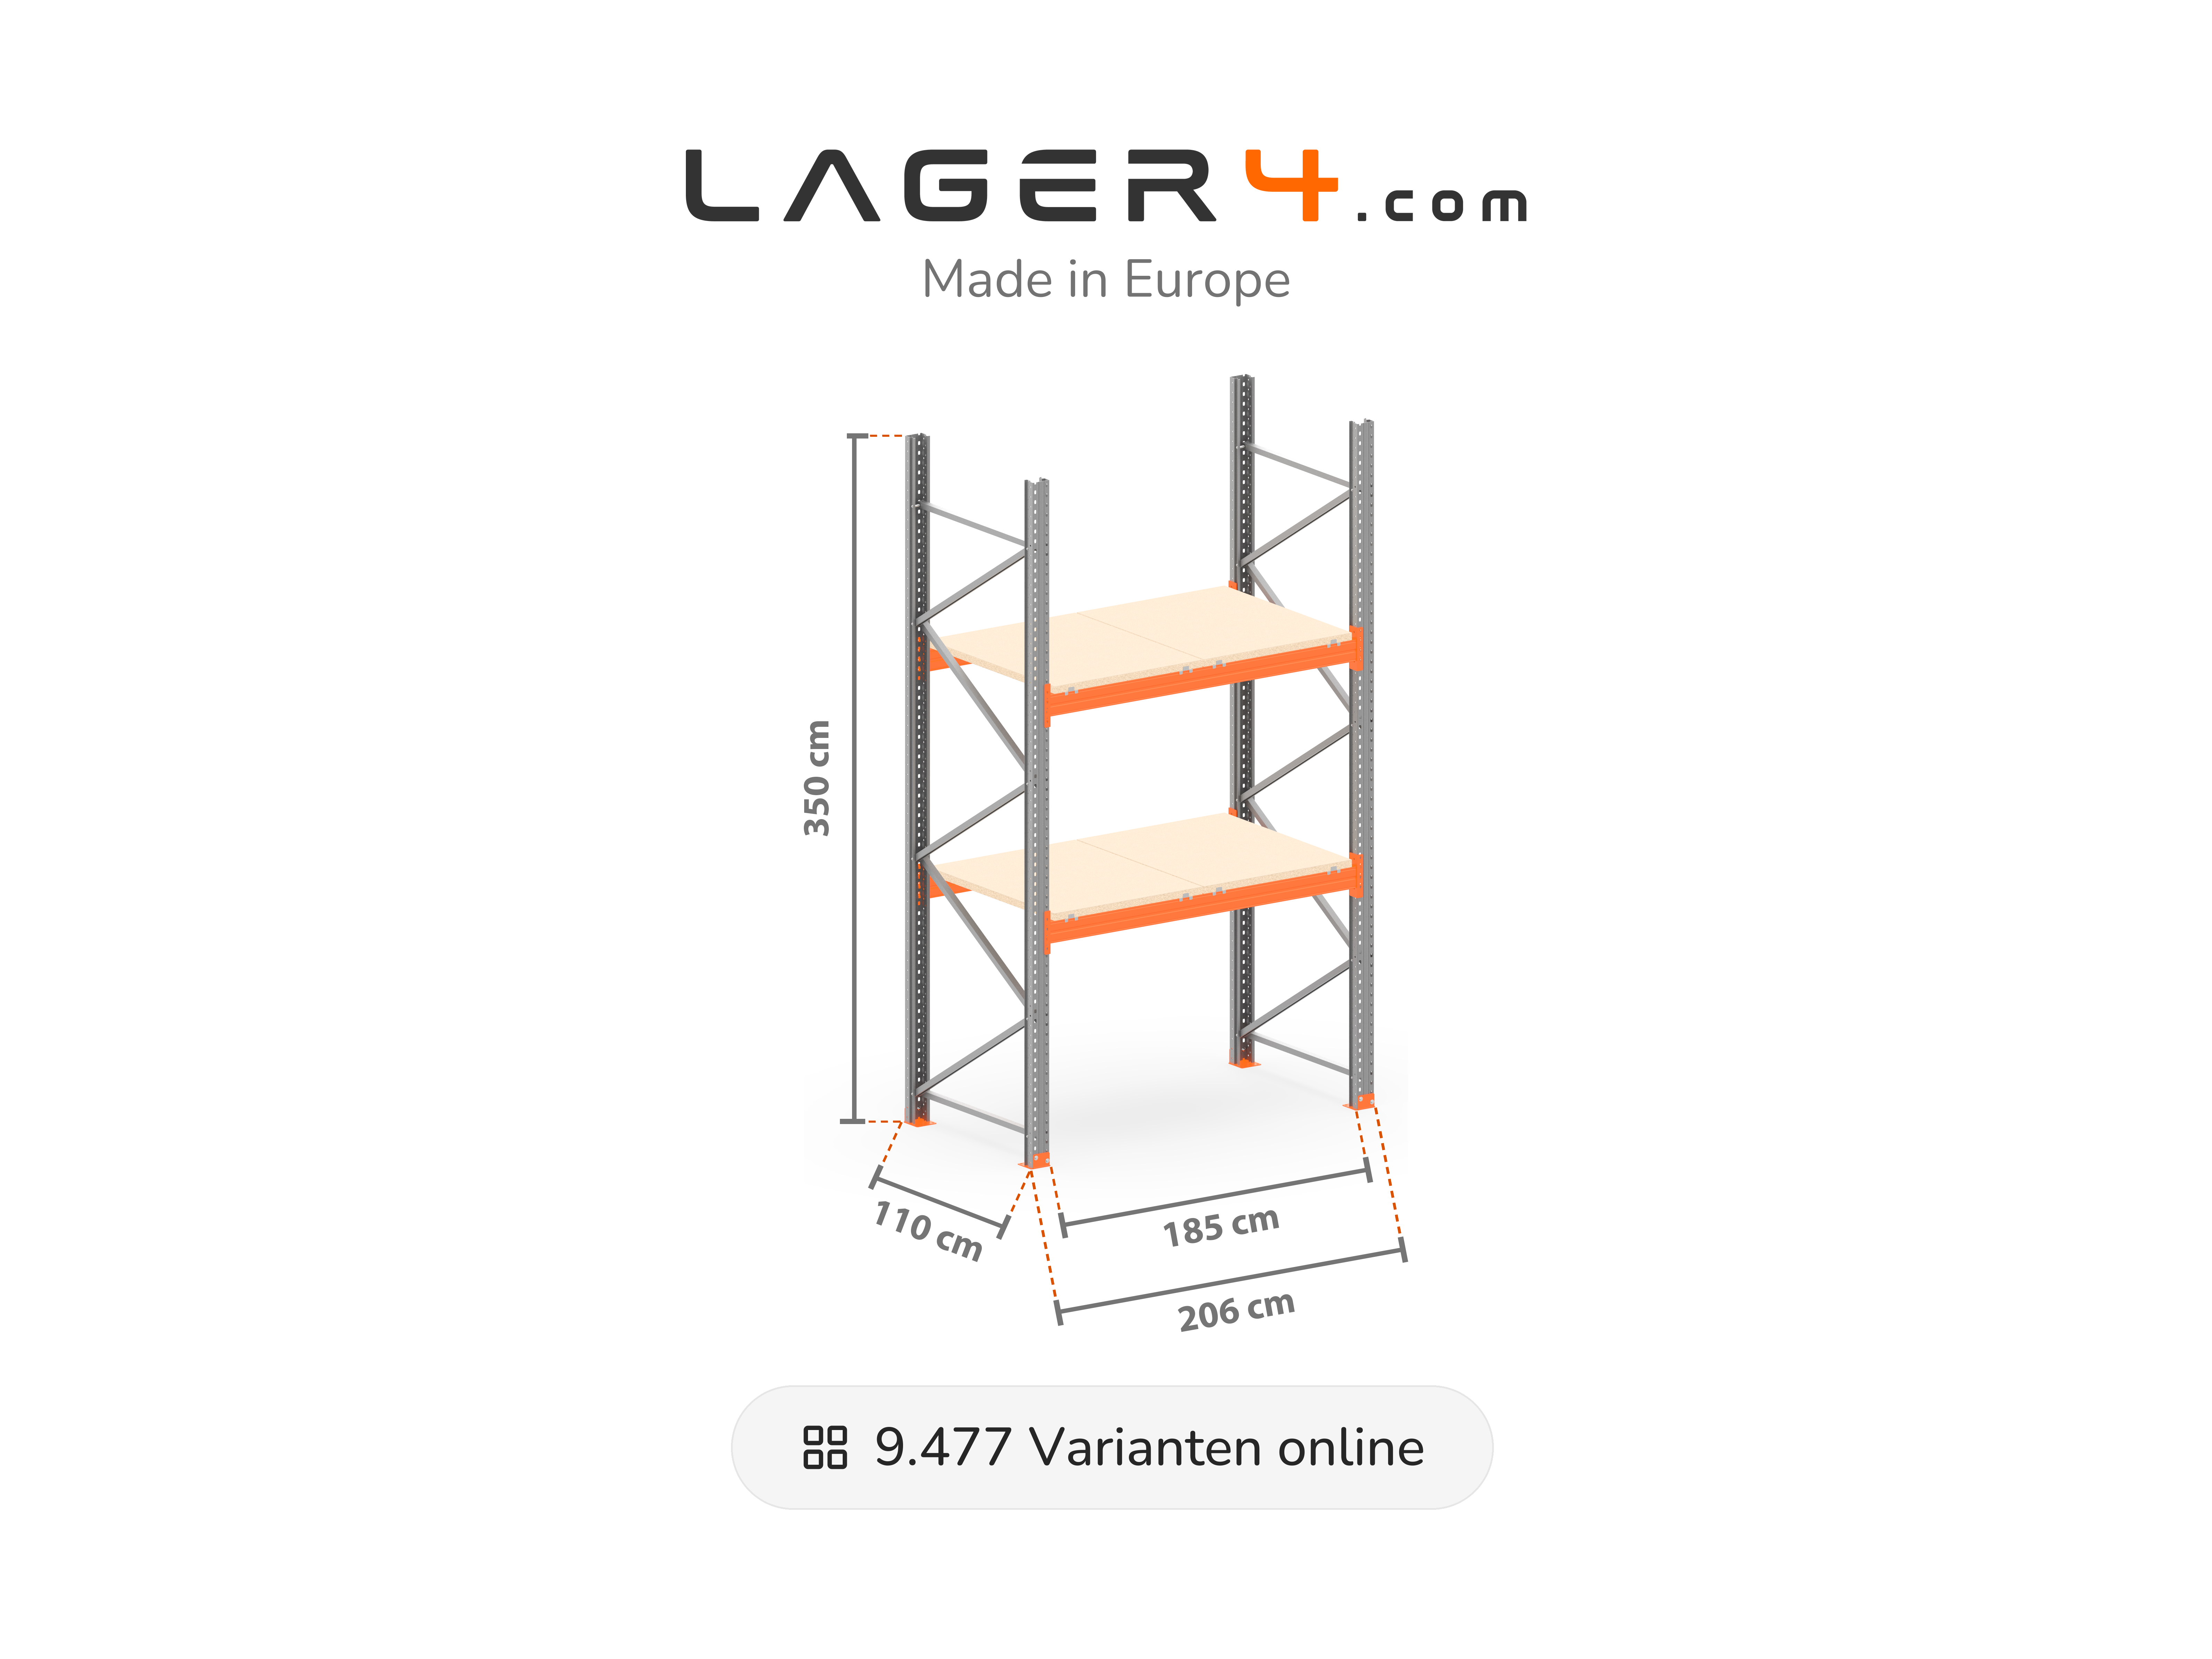 LAGER4.com
Made in Europe
350 cm
110 cm
185 cm
206 cm
9.477 Varianten online